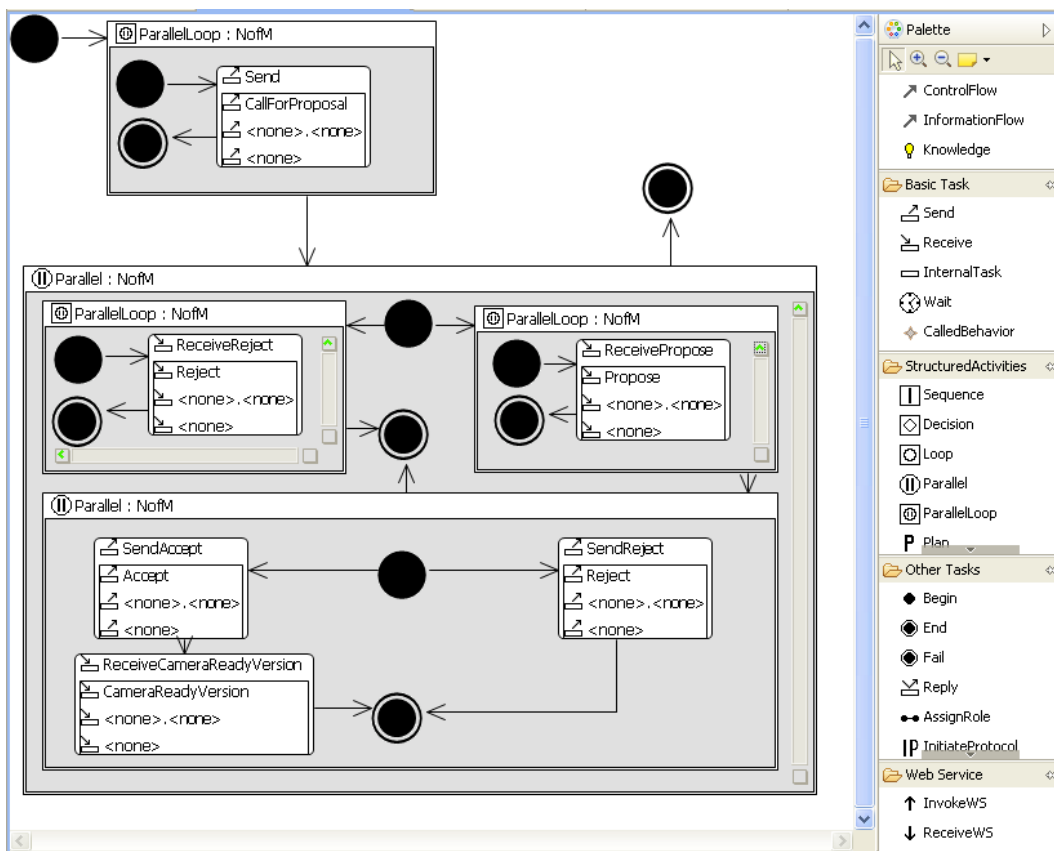 ParallelLoop : NofM
Send
CallForProposal
<none>.<none>
<none>
Parallel : NofM
ParallelLoop : NofM
ReceiveReject
Reject
<none>.<none>
<none>
ParallelLoop : NofM
ReceivePropose
Propose
<none>.<none>
<none>
Parallel : NofM
SendAccept
Accept
<none>.<none>
<none>
SendReject
Reject
<none>.<none>
<none>
ReceiveCameraReadyVersion
CameraReadyVersion
<none>.<none>
<none>
Palette
ControlFlow
InformationFlow
Knowledge
Basic Task
Send
Receive
InternalTask
Wait
CalledBehavior
StructuredActivities
Sequence
Decision
Loop
Parallel
ParallelLoop
P Plan
Other Tasks
Begin
End
Fail
Reply
AssignRole
IP InitiateProtocol
Web Service
InvokeWS
ReceiveWS